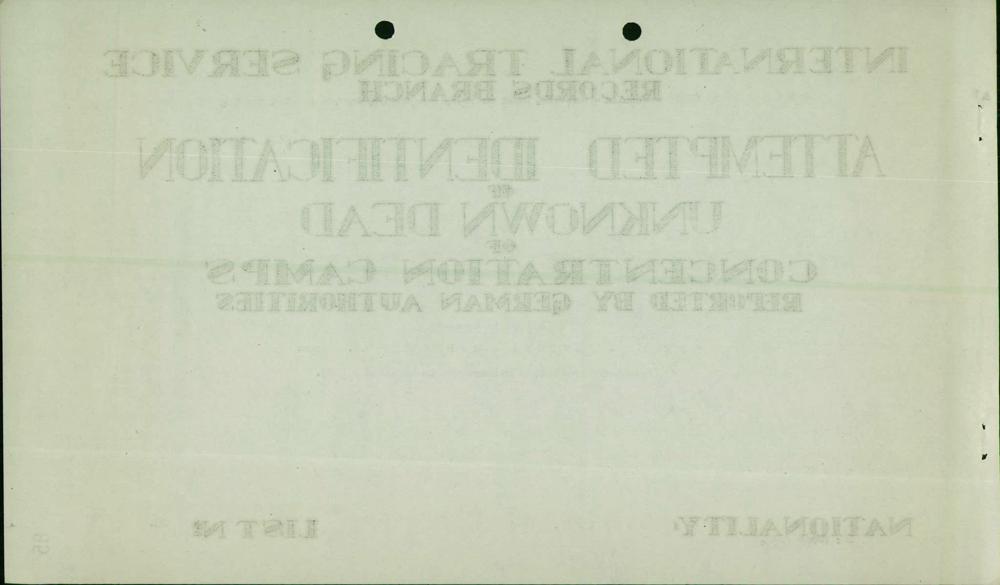 INTERNATIONAL TRACING SERVICE
RECORDS BRANCH
ATTEMPTED IDENTIFICATION
OF
UNKNOWN DEAD
OF
CONCENTRATION CAMPS
REPORTED BY GERMAN AUTHORITIES
NATIONALITY: LIST Nº
85